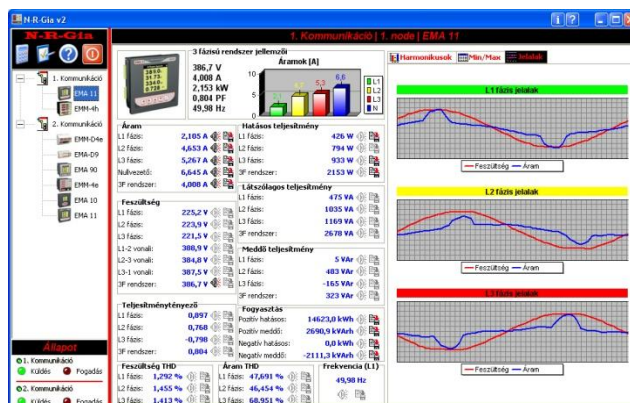 N-R-Gia v2
N-R-Gia
1. Kommunikáció | 1. node | EMA 11
1. Kommunikáció
EMA 11
EMM-4h
2. Kommunikáció
EMM-D4e
EMA-D9
EMA 90
EMM-4e
EMA 10
EMA 11
Állapot
1. Kommunikáció
Küldés Fogadás
2. Kommunikáció
Küldés Fogadás
3 fázisú rendszer jellemzői
386,7 V
4,008 A
2,153 kW
0,804 PF
49,98 Hz
Áramok [A]
10
5
0
5,3
6,6
L1
L2
L3
N
Áram
L1 fázis: 2,105 A
L2 fázis: 4,653 A
L3 fázis: 5,267 A
Nullvezető: 6,645 A
3F rendszer: 4,008 A
Feszültség
L1 fázis: 225,2 V
L2 fázis: 223,9 V
L3 fázis: 221,5 V
L1-2 vonali: 388,9 V
L2-3 vonali: 384,8 V
L3-1 vonali: 387,5 V
3F rendszer: 386,7 V
Teljesítménytényező
L1 fázis: 0,897
L2 fázis: 0,768
L3 fázis: -0,798
3F rendszer: 0,804
Feszültség THD
L1 fázis: 1,292 %
L2 fázis: 1,455 %
L3 fázis: 1,413 %
Hatásos teljesítmény
L1 fázis: 426 W
L2 fázis: 794 W
L3 fázis: 933 W
3F rendszer: 2153 W
Látszólagos teljesítmény
L1 fázis: 475 VA
L2 fázis: 1035 VA
L3 fázis: 1169 VA
3F rendszer: 2678 VA
Meddő teljesítmény
L1 fázis: 5 VAr
L2 fázis: 483 VAr
L3 fázis: -165 VAr
3F rendszer: 323 VAr
Fogyasztás
Pozitív hatásos: 14623,0 kWh
Pozitív meddő: 2690,9 kVArh
Negatív hatásos: 0,0 kWh
Negatív meddő: -2111,3 kVArh
Áram THD
L1 fázis: 47,691 %
L2 fázis: 46,454 %
L3 fázis: 68,951 %
Frekvencia (L1)
49,98 Hz
Harmonikusok Min/Max Jelalak
L1 fázis jelalak
Feszültség Áram
L2 fázis jelalak
Feszültség Áram
L3 fázis jelalak
Feszültség Áram